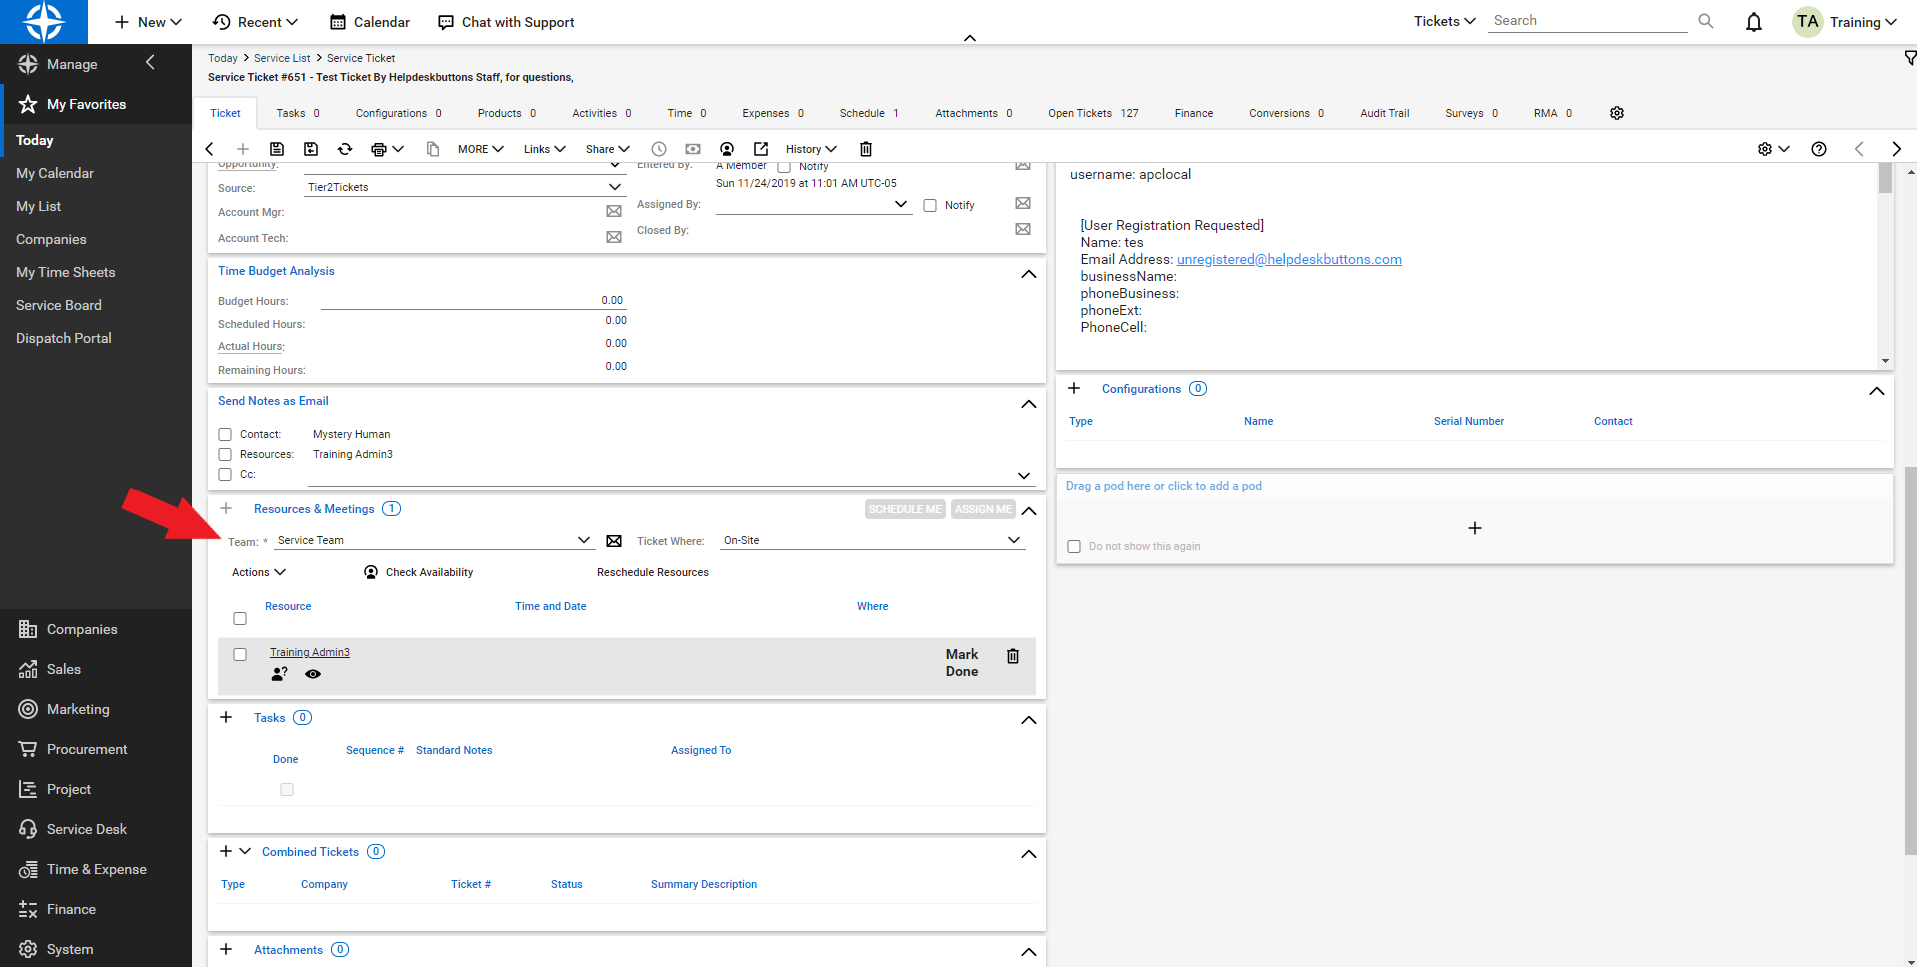 New Recent Calendar Chat with Support Tickets Search TA Training
Manage
My Favorites
Today
My Calendar
My List
Companies
My Time Sheets
Service Board
Dispatch Portal
Companies
Sales
Marketing
Procurement
Project
Service Desk
Time & Expense
Finance
System
Today > Service List > Service Ticket
Service Ticket #651 - Test Ticket By Helpdeskbuttons Staff, for questions,
Ticket Tasks 0 Configurations 0 Products 0 Activities 0 Time 0 Expenses 0 Schedule 1 Attachments 0 Open Tickets 127 Finance Conversions 0 Audit Trail Surveys 0 RMA 0
MORE Links Share History
Opportunity:
Source: Tier2Tickets
Account Mgr:
Account Tech:
Entered By: A Member Notify
Sun 11/24/2019 at 11:01 AM UTC-05
Assigned By: Notify
Closed By:
Time Budget Analysis
Budget Hours: 0.00
Scheduled Hours: 0.00
Actual Hours: 0.00
Remaining Hours: 0.00
Send Notes as Email
Contact: Mystery Human
Resources: Training Admin3
Cc:
Resources & Meetings 1 SCHEDULE ME ASSIGN ME
Team: * Service Team Ticket Where: On-Site
Actions Check Availability Reschedule Resources
Resource Time and Date Where
Training Admin3 Mark
Done
Tasks 0
Done Sequence # Standard Notes Assigned To
Combined Tickets 0
Type Company Ticket # Status Summary Description
Attachments 0
username: apclocal
[User Registration Requested]
Name: tes
Email Address: unregistered@helpdeskbuttons.com
businessName:
phoneBusiness:
phoneExt:
PhoneCell:
Configurations 0
Type Name Serial Number Contact
Drag a pod here or click to add a pod
Do not show this again